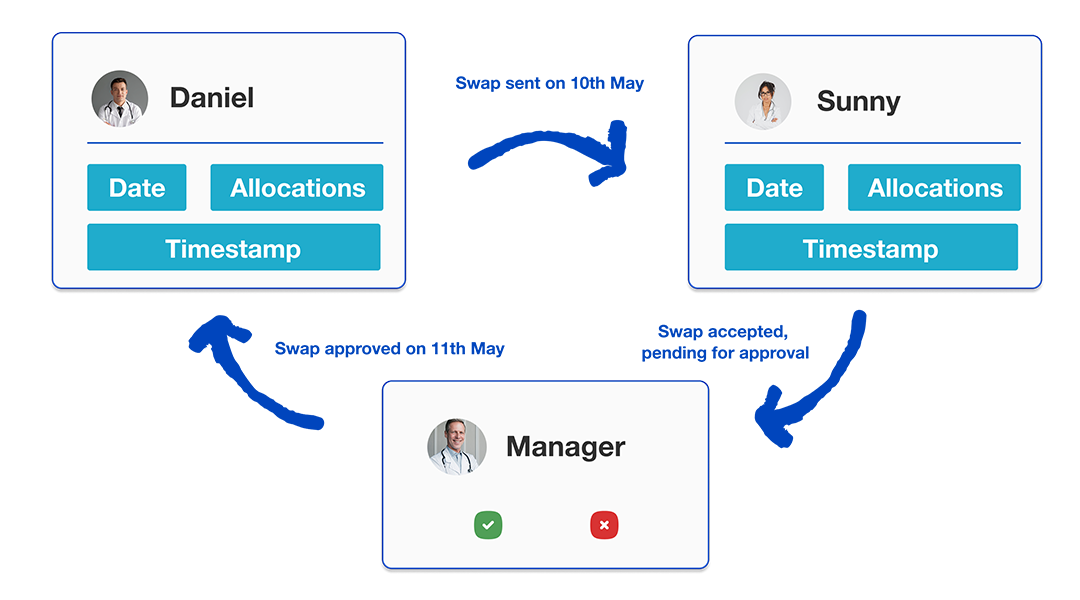 Daniel
Date
Allocations
Timestamp
Swap sent on 10th May
Sunny
Date
Allocations
Timestamp
Swap accepted,
pending for approval
Manager
Swap approved on 11th May